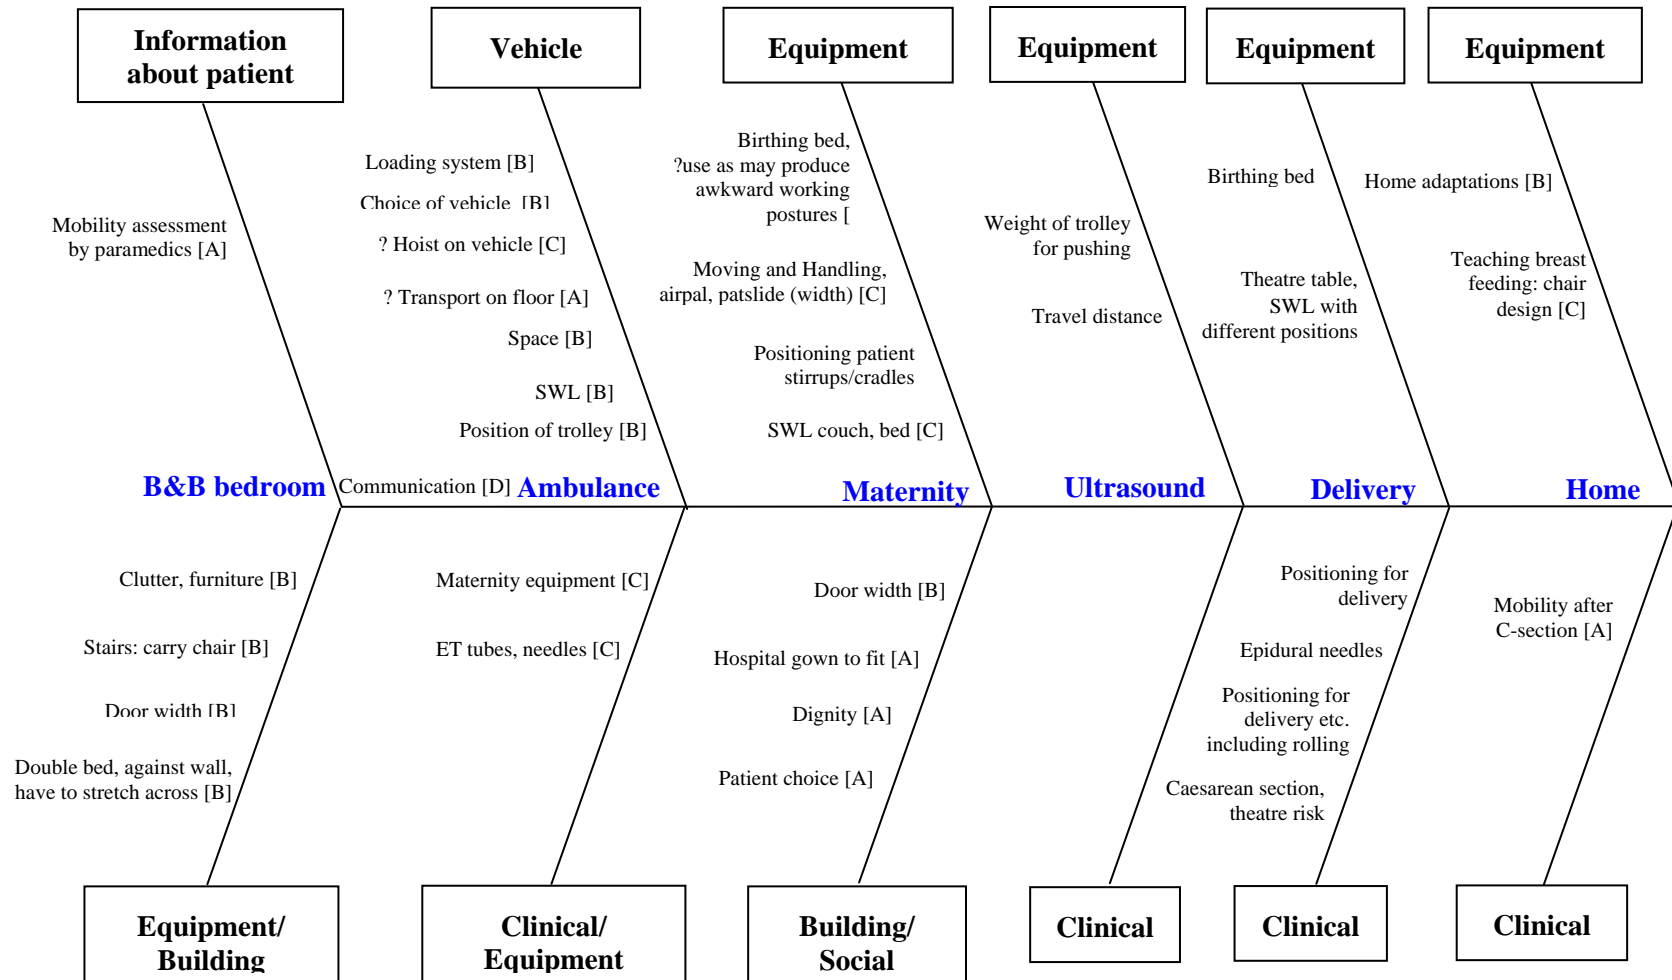 Information
about patient
Vehicle
Equipment
Equipment
Equipment
Equipment
Mobility assessment
by paramedics [A]
Loading system [B]
Choice of vehicle [B]
? Hoist on vehicle [C]
? Transport on floor [A]
Space [B]
SWL [B]
Position of trolley [B]
Birthing bed,
?use as may produce
awkward working
postures [
Moving and Handling,
airpal, patslide (width) [C]
Positioning patient
stirrups/cradles
SWL couch, bed [C]
Weight of trolley
for pushing
Travel distance
Birthing bed
Theatre table,
SWL with
different positions
Home adaptations [B]
Teaching breast
feeding: chair
design [C]
B&B bedroom
Communication [D]
Ambulance
Maternity
Ultrasound
Delivery
Home
Clutter, furniture [B]
Stairs: carry chair [B]
Door width [B]
Double bed, against wall,
have to stretch across [B]
Maternity equipment [C]
ET tubes, needles [C]
Door width [B]
Hospital gown to fit [A]
Dignity [A]
Patient choice [A]
Positioning for
delivery
Epidural needles
Positioning for
delivery etc.
including rolling
Caesarean section,
theatre risk
Mobility after
C-section [A]
Equipment/
Building
Clinical/
Equipment
Building/
Social
Clinical
Clinical
Clinical